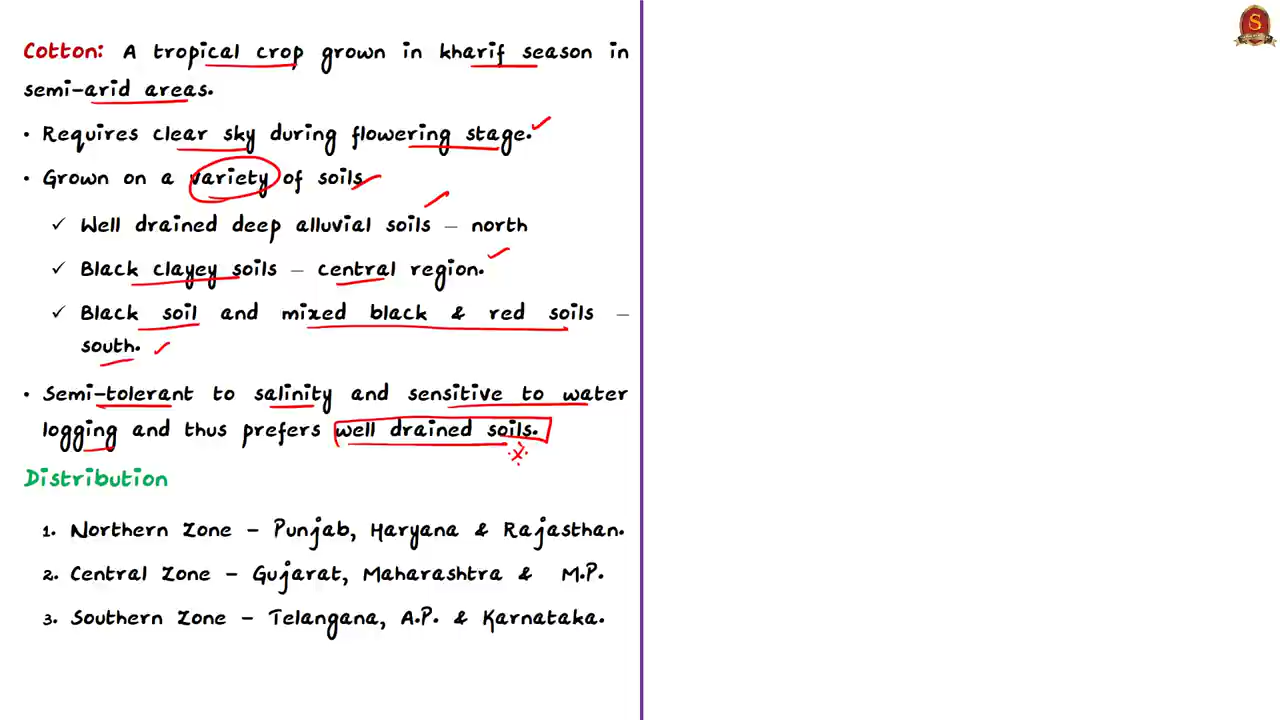 Cotton: A tropical crop grown in kharif season in
semi-arid areas.
• Requires clear sky during flowering stage.
• Grown on a variety of soils
✓ Well drained deep alluvial soils – north
✓ Black clayey soils – central region.
✓ Black soil and mixed black & red soils –
south.
• Semi-tolerant to salinity and sensitive to water
logging and thus prefers well drained soils.
Distribution
1. Northern Zone – Punjab, Haryana & Rajasthan.
2. Central Zone – Gujarat, Maharashtra & M.P.
3. Southern Zone – Telangana, A.P. & Karnataka.
S